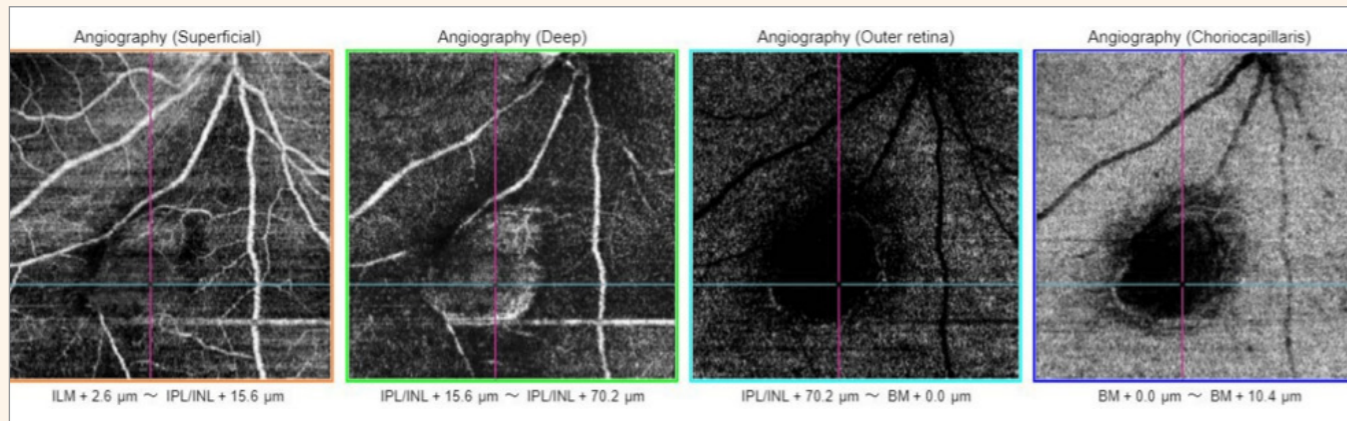 Angiography (Superficial)
Angiography (Deep)
Angiography (Outer retina)
Angiography (Choriocapillaris)
ILM + 2.6 μm ～ IPL/INL + 15.6 μm
IPL/INL + 15.6 μm ～ IPL/INL + 70.2 μm
IPL/INL + 70.2 μm ～ BM + 0.0 μm
BM + 0.0 μm ～ BM + 10.4 μm